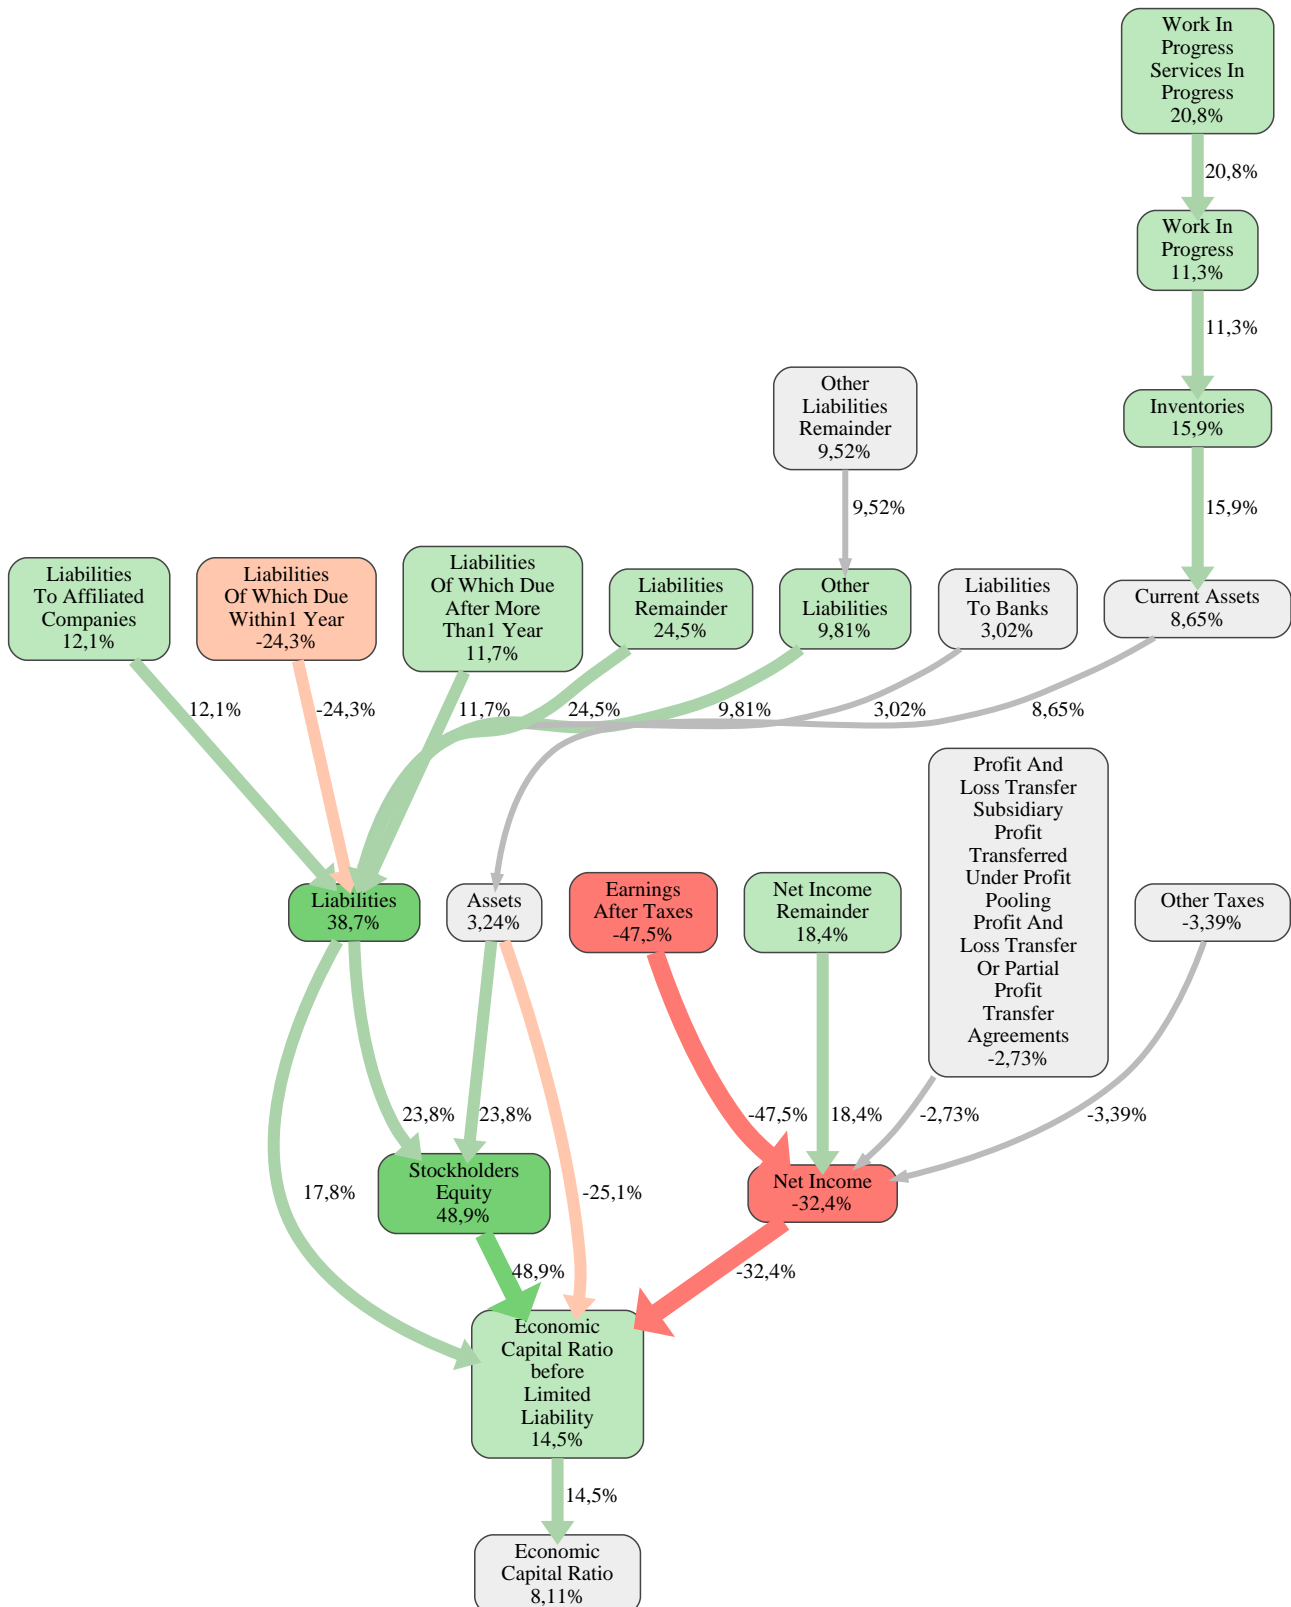 Work In
Progress
Services In
Progress
20,8%
20,8%
Work In
Progress
11,3%
11,3%
Other
Liabilities
Remainder
9,52%
Inventories
15,9%
9,52%
15,9%
Liabilities
To Affiliated
Companies
12,1%
Liabilities
Of Which Due
Within1 Year
-24,3%
Liabilities
Of Which Due
After More
Than1 Year
11,7%
Liabilities
Remainder
24,5%
Other
Liabilities
9,81%
Liabilities
To Banks
3,02%
Current Assets
8,65%
12,1%
-24,3%
11,7%
24,5%
9,81%
3,02%
8,65%
Profit And
Loss Transfer
Subsidiary
Profit
Transferred
Under Profit
Pooling
Profit And
Loss Transfer
Or Partial
Profit
Transfer
Agreements
-2,73%
Liabilities
38,7%
Assets
3,24%
Earnings
After Taxes
-47,5%
Net Income
Remainder
18,4%
Other Taxes
-3,39%
23,8%
23,8%
-47,5%
18,4%
-2,73%
-3,39%
17,8%
Stockholders
Equity
48,9%
-25,1%
Net Income
-32,4%
48,9%
-32,4%
Economic
Capital Ratio
before
Limited
Liability
14,5%
14,5%
Economic
Capital Ratio
8,11%